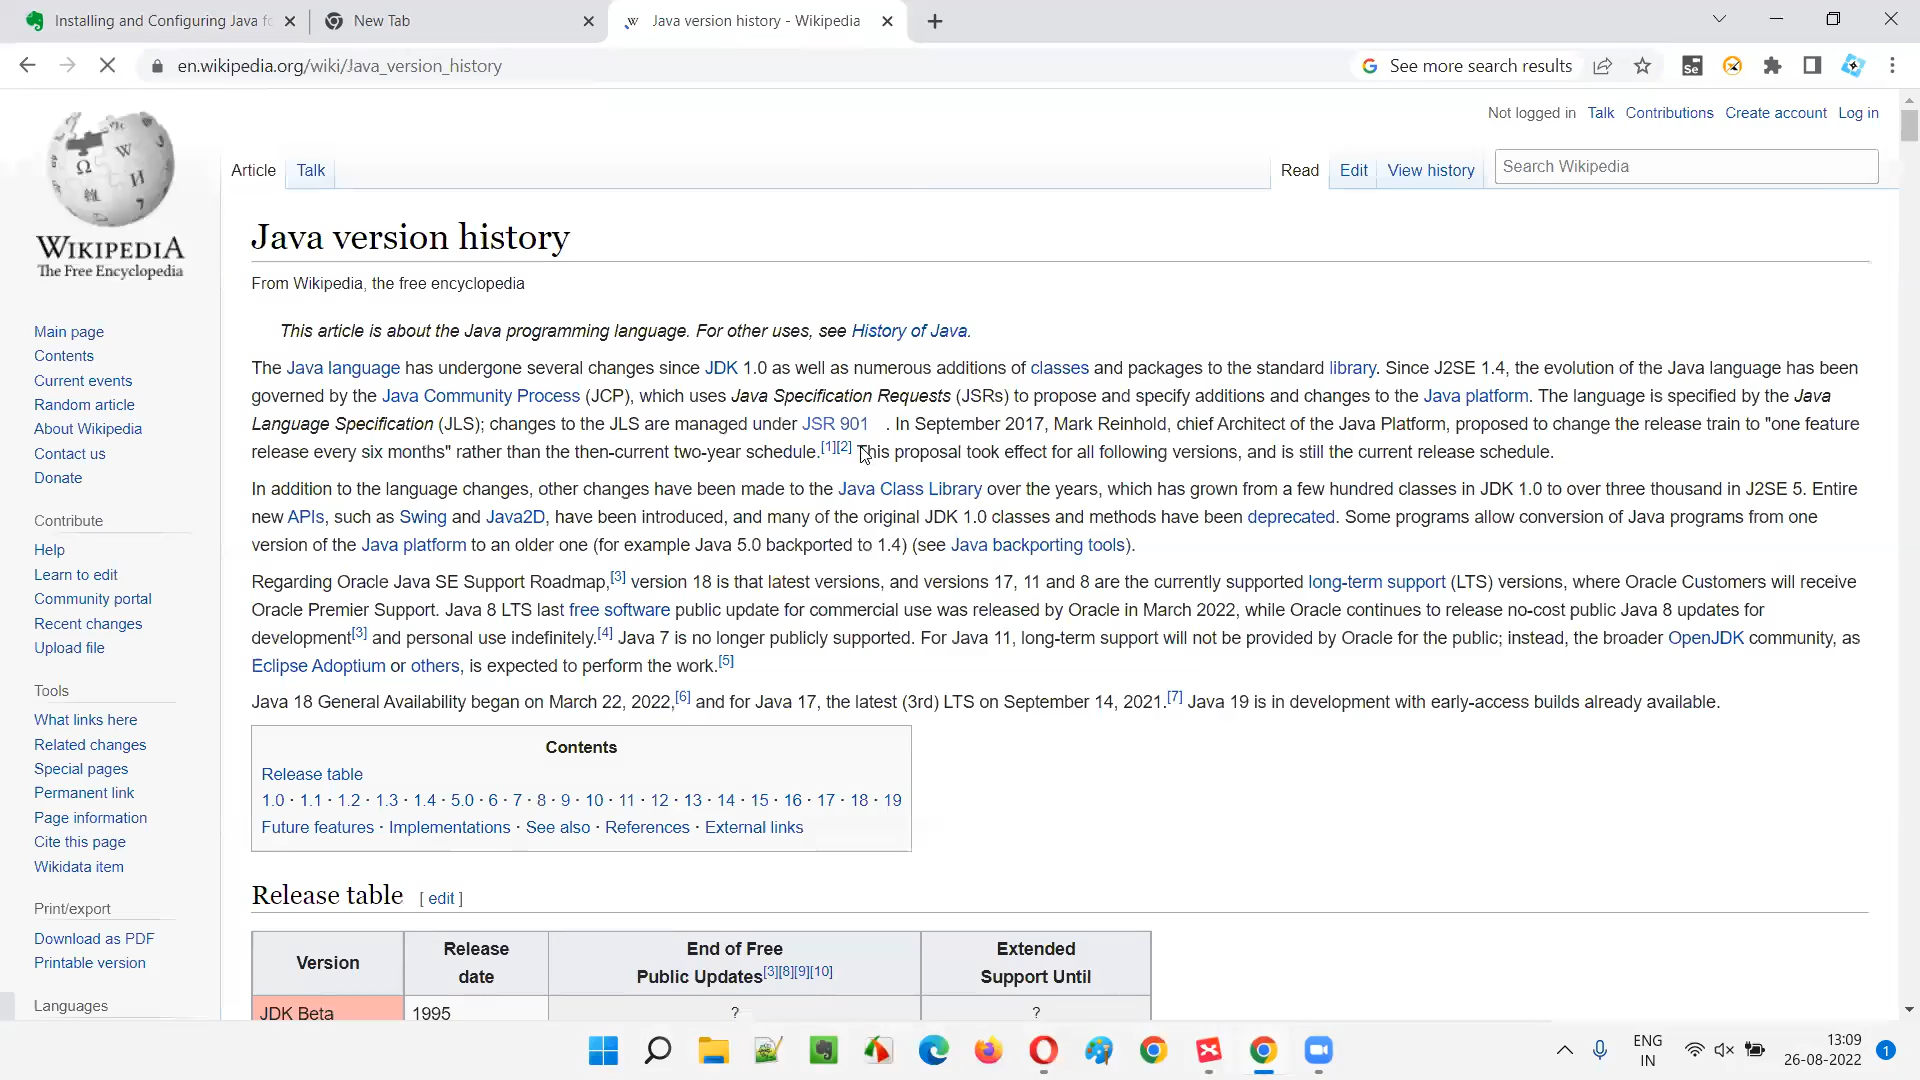 Installing and Configuring Java fo
New Tab
Java version history - Wikipedia
en.wikipedia.org/wiki/Java_version_history
See more search results
Not logged in Talk Contributions Create account Log in
Article Talk
Read Edit View history
Search Wikipedia
WIKIPEDIA
The Free Encyclopedia
Main page
Contents
Current events
Random article
About Wikipedia
Contact us
Donate
Contribute
Help
Learn to edit
Community portal
Recent changes
Upload file
Tools
What links here
Related changes
Special pages
Permanent link
Page information
Cite this page
Wikidata item
Print/export
Download as PDF
Printable version
Languages
Java version history
From Wikipedia, the free encyclopedia
This article is about the Java programming language. For other uses, see History of Java.
The Java language has undergone several changes since JDK 1.0 as well as numerous additions of classes and packages to the standard library. Since J2SE 1.4, the evolution of the Java language has been
governed by the Java Community Process (JCP), which uses Java Specification Requests (JSRs) to propose and specify additions and changes to the Java platform. The language is specified by the Java
Language Specification (JLS); changes to the JLS are managed under JSR 901 . In September 2017, Mark Reinhold, chief Architect of the Java Platform, proposed to change the release train to "one feature
release every six months" rather than the then-current two-year schedule.[1][2] This proposal took effect for all following versions, and is still the current release schedule.
In addition to the language changes, other changes have been made to the Java Class Library over the years, which has grown from a few hundred classes in JDK 1.0 to over three thousand in J2SE 5. Entire
new APIs, such as Swing and Java2D, have been introduced, and many of the original JDK 1.0 classes and methods have been deprecated. Some programs allow conversion of Java programs from one
version of the Java platform to an older one (for example Java 5.0 backported to 1.4) (see Java backporting tools).
Regarding Oracle Java SE Support Roadmap,[3] version 18 is that latest versions, and versions 17, 11 and 8 are the currently supported long-term support (LTS) versions, where Oracle Customers will receive
Oracle Premier Support. Java 8 LTS last free software public update for commercial use was released by Oracle in March 2022, while Oracle continues to release no-cost public Java 8 updates for
development[3] and personal use indefinitely.[4] Java 7 is no longer publicly supported. For Java 11, long-term support will not be provided by Oracle for the public; instead, the broader OpenJDK community, as
Eclipse Adoptium or others, is expected to perform the work.[5]
Java 18 General Availability began on March 22, 2022,[6] and for Java 17, the latest (3rd) LTS on September 14, 2021.[7] Java 19 is in development with early-access builds already available.
Contents
Release table
1.0 · 1.1 · 1.2 · 1.3 · 1.4 · 5.0 · 6 · 7 · 8 · 9 · 10 · 11 · 12 · 13 · 14 · 15 · 16 · 17 · 18 · 19
Future features · Implementations · See also · References · External links
Release table [ edit ]
Version
Release
date
End of Free
Public Updates[3][8][9][10]
Extended
Support Until
JDK Beta 1995 ? ?
ENG
IN
13:09
26-08-2022
1